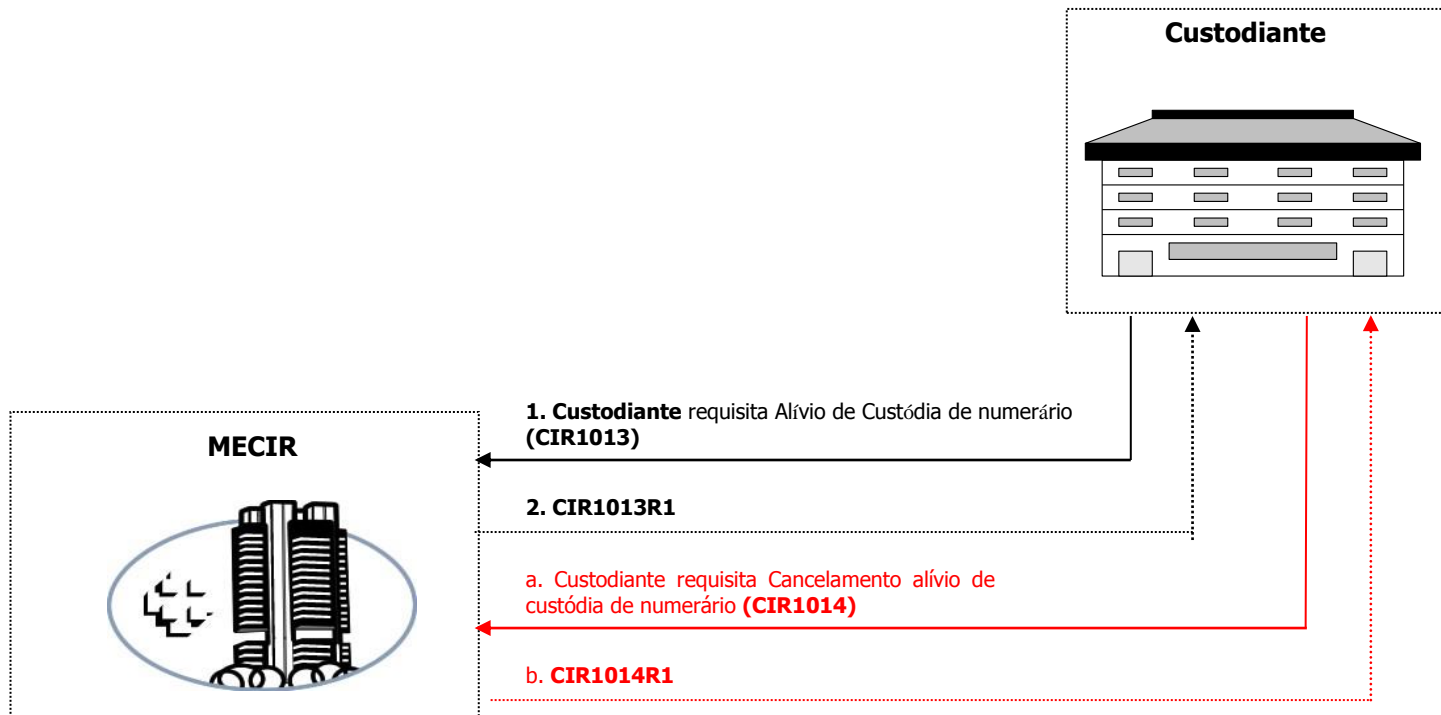 Custodiante
1. Custodiante requisita Alívio de Custódia de numerário
(CIR1013)
MECIR
2. CIR1013R1
a. Custodiante requisita Cancelamento alívio de
custódia de numerário (CIR1014)
b. CIR1014R1